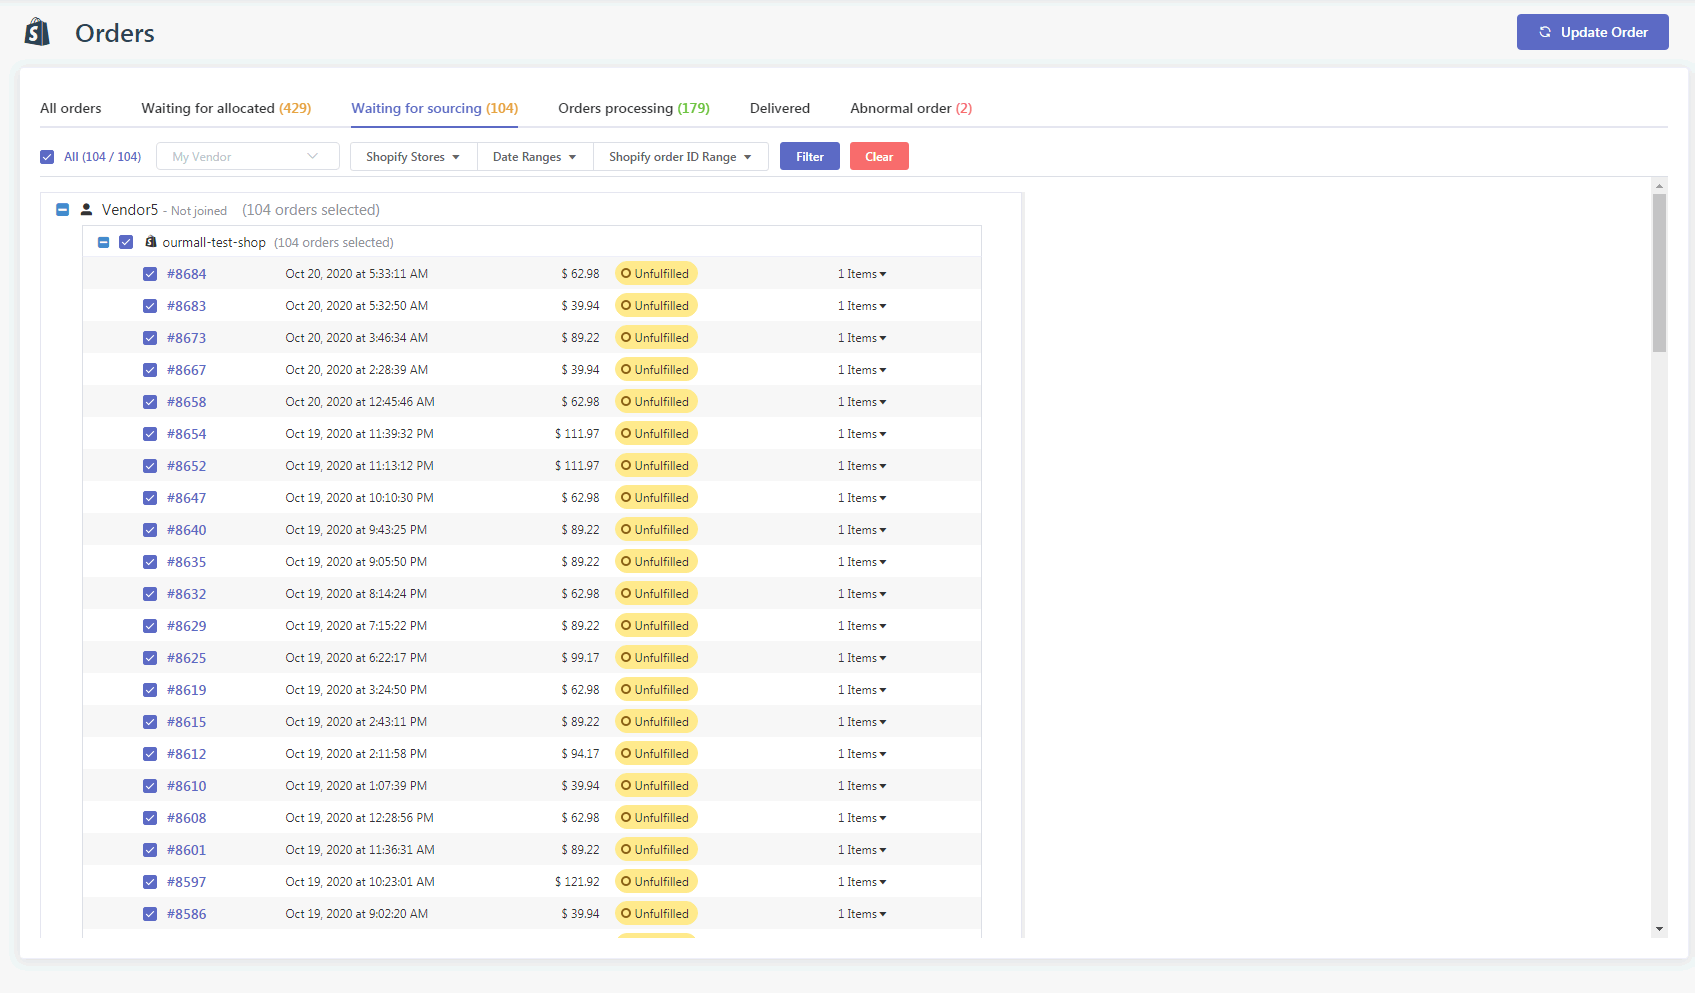 Orders
Update Order
All orders Waiting for allocated (429) Waiting for sourcing (104) Orders processing (179) Delivered Abnormal order (2)
All (104 / 104) My Vendor Shopify Stores Date Ranges Shopify order ID Range Filter Clear
Vendor5 - Not joined (104 orders selected)
ourmall-test-shop (104 orders selected)
#8684 Oct 20, 2020 at 5:33:11 AM $ 62.98 Unfulfilled 1 Items
#8683 Oct 20, 2020 at 5:32:50 AM $ 39.94 Unfulfilled 1 Items
#8673 Oct 20, 2020 at 3:46:34 AM $ 89.22 Unfulfilled 1 Items
#8667 Oct 20, 2020 at 2:28:39 AM $ 39.94 Unfulfilled 1 Items
#8658 Oct 20, 2020 at 12:45:46 AM $ 62.98 Unfulfilled 1 Items
#8654 Oct 19, 2020 at 11:39:32 PM $ 111.97 Unfulfilled 1 Items
#8652 Oct 19, 2020 at 11:13:12 PM $ 111.97 Unfulfilled 1 Items
#8647 Oct 19, 2020 at 10:10:30 PM $ 62.98 Unfulfilled 1 Items
#8640 Oct 19, 2020 at 9:43:25 PM $ 89.22 Unfulfilled 1 Items
#8635 Oct 19, 2020 at 9:05:50 PM $ 89.22 Unfulfilled 1 Items
#8632 Oct 19, 2020 at 8:14:24 PM $ 62.98 Unfulfilled 1 Items
#8629 Oct 19, 2020 at 7:15:22 PM $ 89.22 Unfulfilled 1 Items
#8625 Oct 19, 2020 at 6:22:17 PM $ 99.17 Unfulfilled 1 Items
#8619 Oct 19, 2020 at 3:24:50 PM $ 62.98 Unfulfilled 1 Items
#8615 Oct 19, 2020 at 2:43:11 PM $ 89.22 Unfulfilled 1 Items
#8612 Oct 19, 2020 at 2:11:58 PM $ 94.17 Unfulfilled 1 Items
#8610 Oct 19, 2020 at 1:07:39 PM $ 39.94 Unfulfilled 1 Items
#8608 Oct 19, 2020 at 12:28:56 PM $ 62.98 Unfulfilled 1 Items
#8601 Oct 19, 2020 at 11:36:31 AM $ 89.22 Unfulfilled 1 Items
#8597 Oct 19, 2020 at 10:23:01 AM $ 121.92 Unfulfilled 1 Items
#8586 Oct 19, 2020 at 9:02:20 AM $ 39.94 Unfulfilled 1 Items